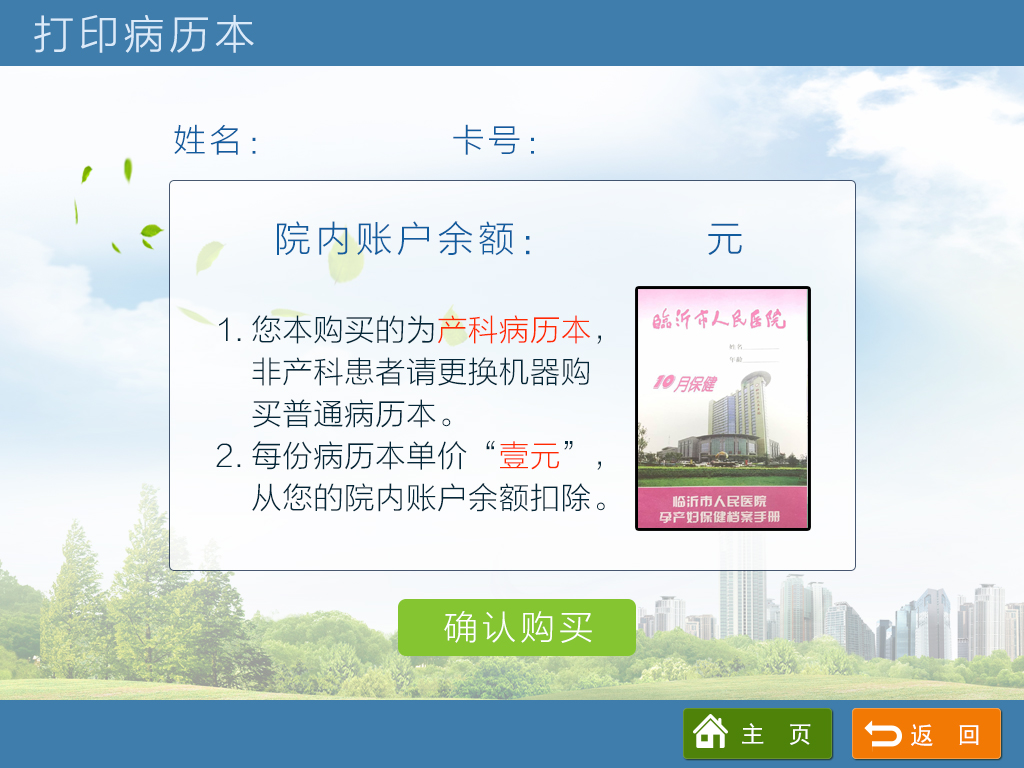 打印病历本
姓名： 卡号：
院内账户余额： 元
1. 您本购买的为产科病历本，
非产科患者请更换机器购
买普通病历本。
2. 每份病历本单价“壹元”，
从您的院内账户余额扣除。
临沂市人民医院
姓名
年龄
10月保健
临沂市人民医院
孕产妇保健档案手册
确认购买
主 页
返 回